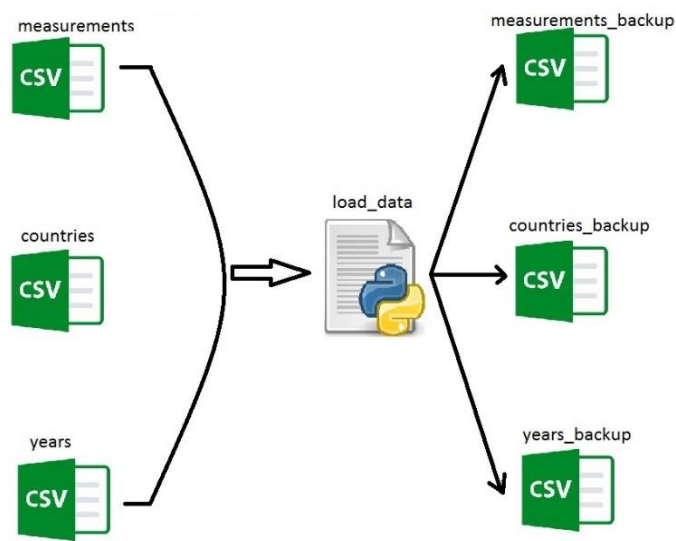 measurements
CSV
countries
CSV
years
CSV
load_data
measurements_backup
CSV
countries_backup
CSV
years_backup
CSV